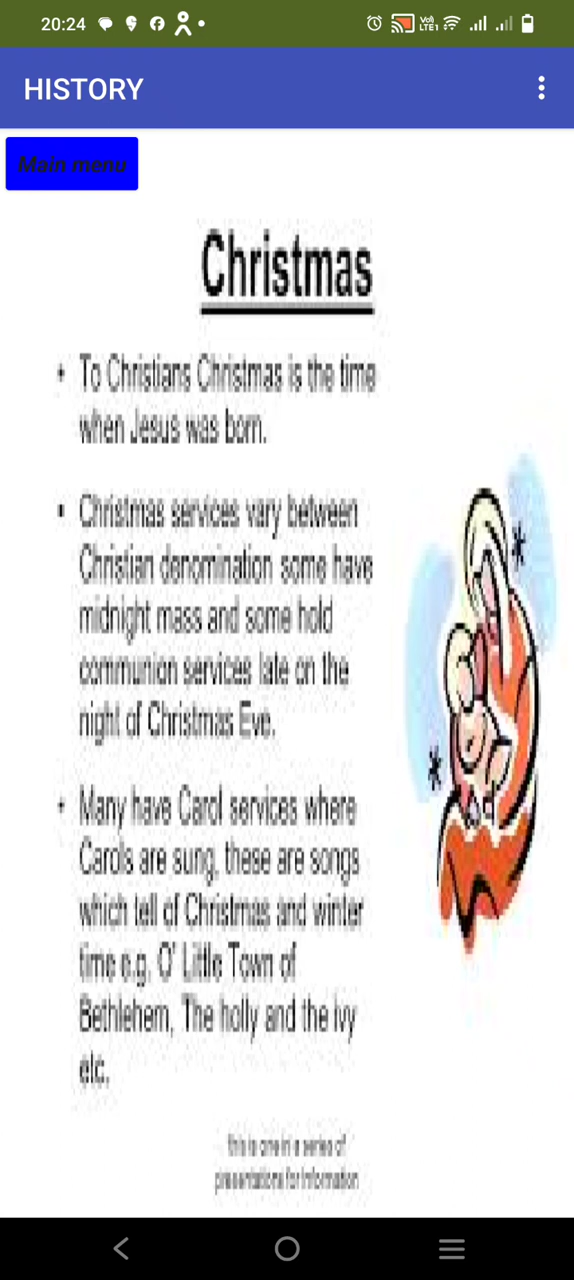 20:24
Vo)
LTE1
HISTORY
Main menu
Christmas
• To Christians Christmas is the time
when Jesus was born.
• Christmas services vary between
Christian denomination some have
midnight mass and some hold
communion services late on the
night of Christmas Eve.
• Many have Carol services where
Carols are sung, these are songs
which tell of Christmas and winter
time e.g. O' Little Town of
Bethlehem, The holly and the ivy
etc.
this is one in a series of
presentations for information